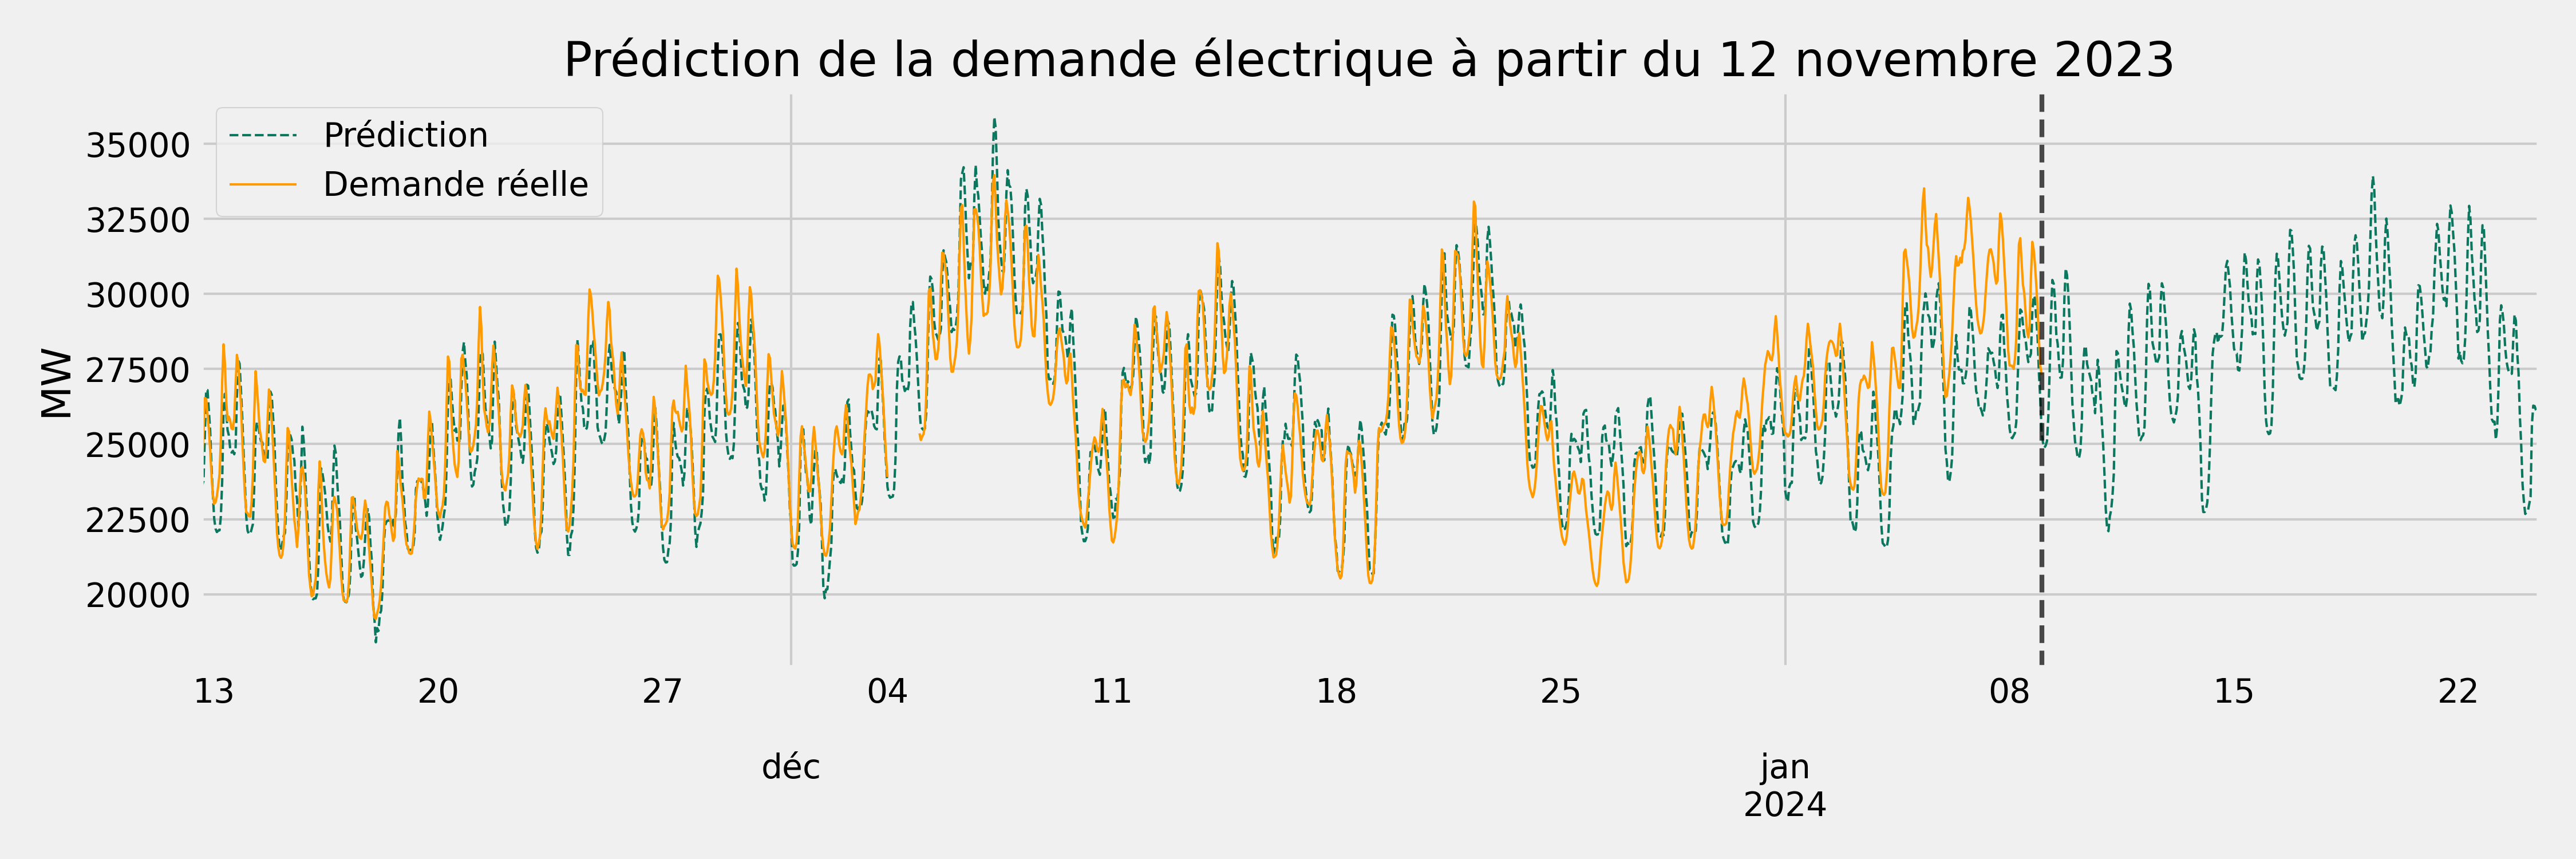 Prédiction de la demande électrique à partir du 12 novembre 2023
Prédiction
Demande réelle
MW
35000
32500
30000
27500
25000
22500
20000
13 20 27 04 11 18 25 08 15 22
déc jan
2024